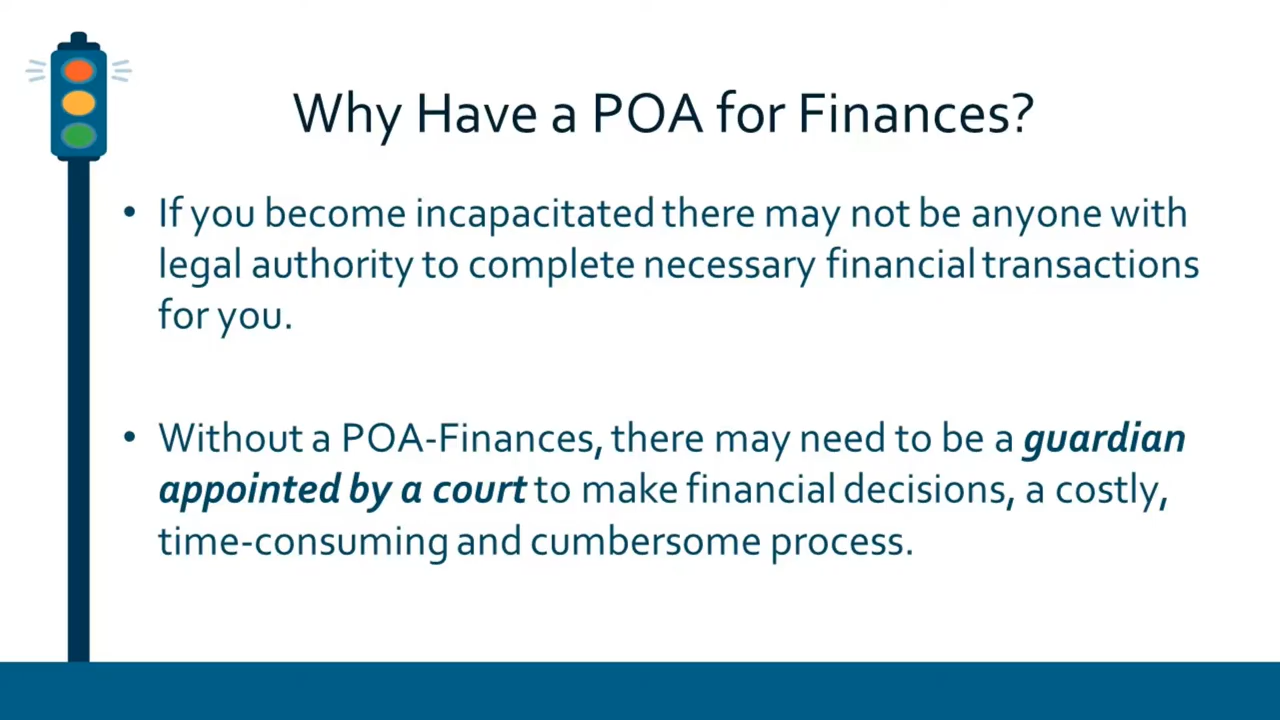 Why Have a POA for Finances?
• If you become incapacitated there may not be anyone with
legal authority to complete necessary financial transactions
for you.
• Without a POA-Finances, there may need to be a guardian
appointed by a court to make financial decisions, a costly,
time-consuming and cumbersome process.